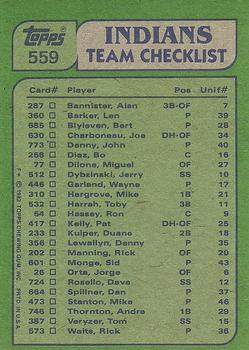 topps
559
INDIANS
TEAM CHECKLIST
Card# Player Pos Unif#
287 Bannister, Alan 3B-OF 7
360 Barker, Len P 39
685 Blyleven, Bert P 28
630 Charboneau, Joe DH-OF 34
773 Denny, John P 40
258 Diaz, Bo C 16
77 Dilone, Miguel OF 27
512 Dybzinski, Jerry SS 10
446 Garland, Wayne P 17
310 Hargrove, Mike 1B 21
532 Harrah, Toby 3B 11
54 Hassey, Ron C 9
417 Kelly, Pat DH-OF 25
233 Kuiper, Duane 2B 18
356 Lewallyn, Denny P
202 Manning, Rick OF 20
601 Monge, Sid P 43
26 Orta, Jorge OF 6
724 Rosello, Dave SS 2
664 Spillner, Dan P 37
473 Stanton, Mike P 46
746 Thornton, Andre 1B 29
387 Veryzer, Tom SS 15
573 Waits, Rick P 36
© 1982 TOPPS CHEWING GUM, INC. PRTD. IN U.S.A.